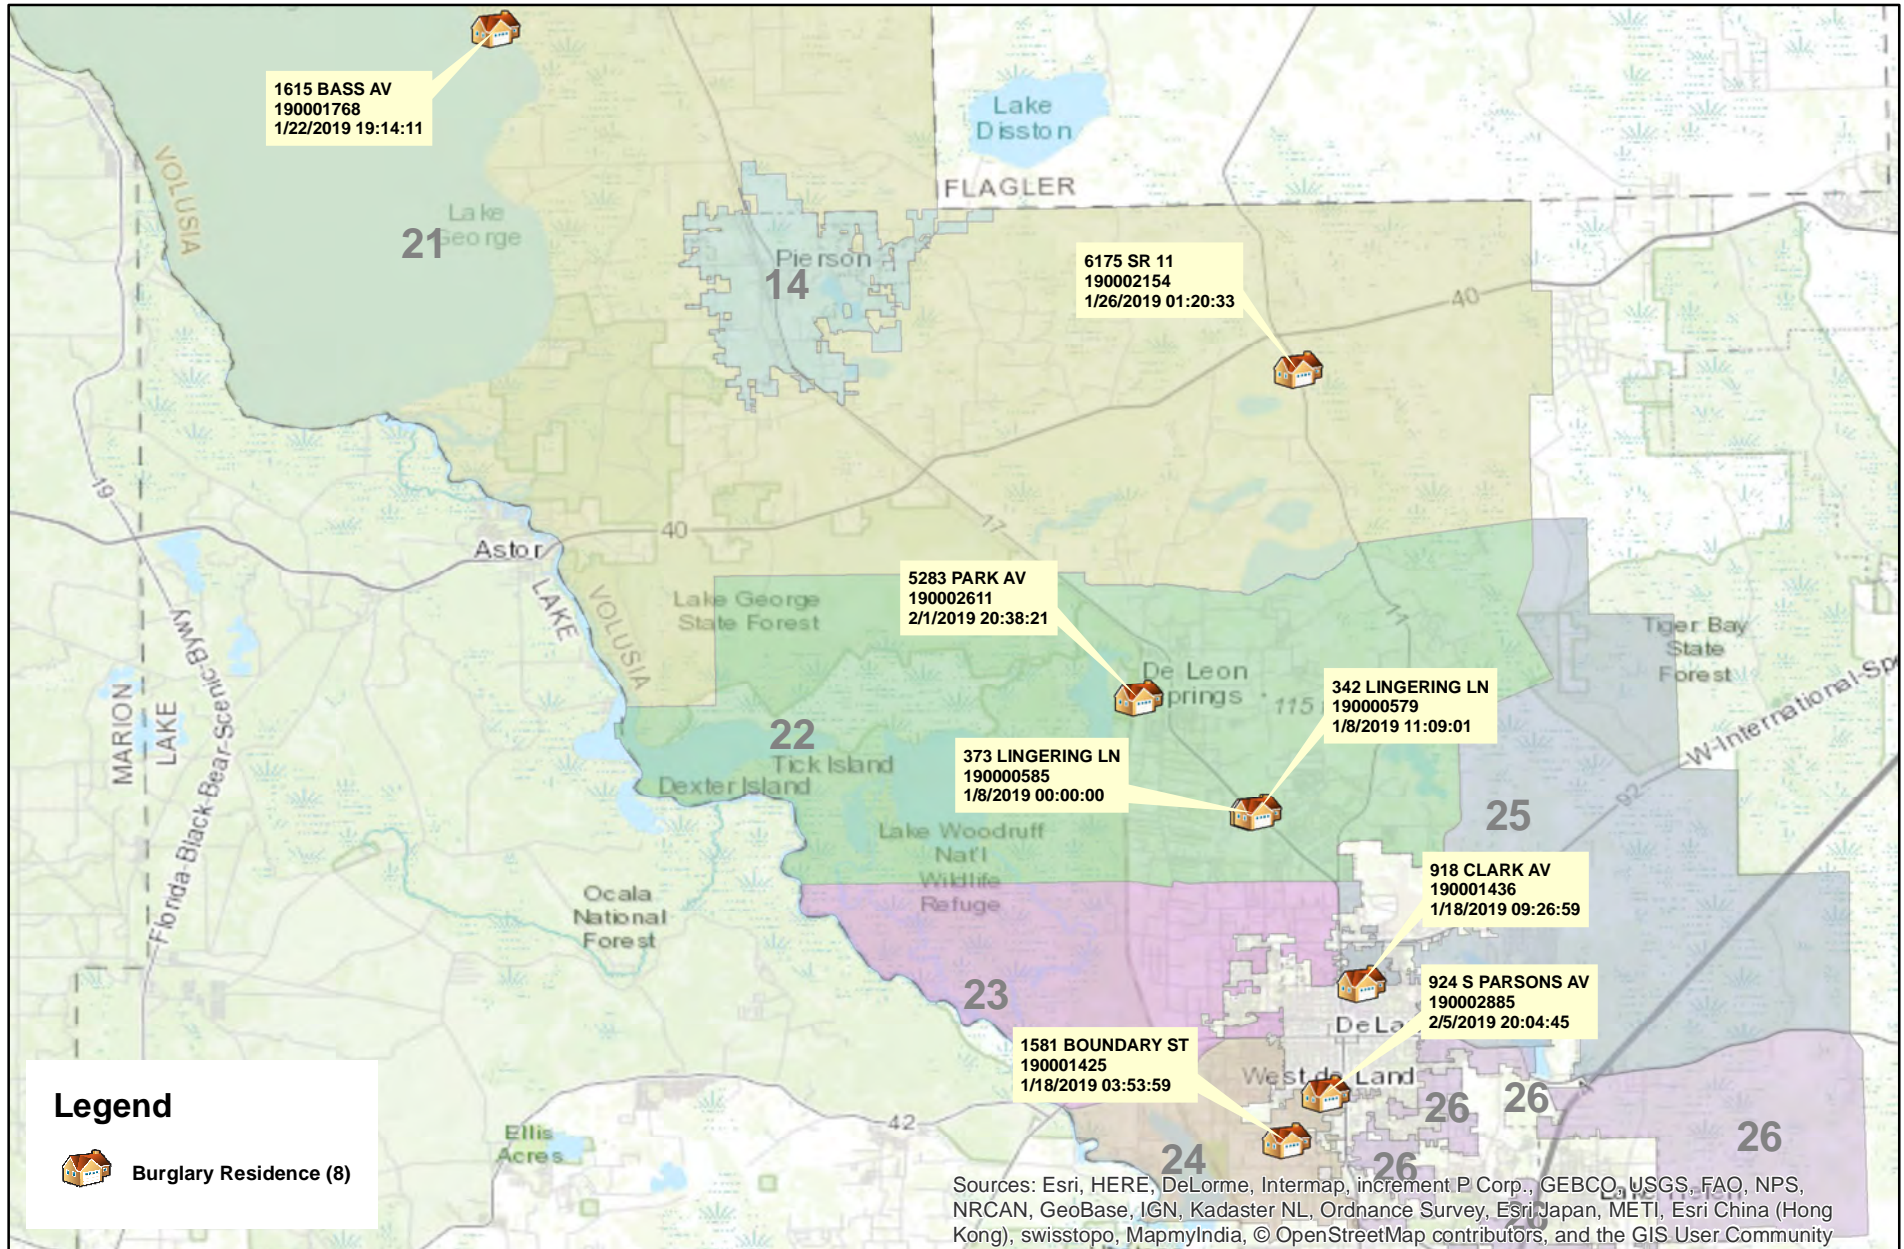 1615 BASS AV
190001768
1/22/2019 19:14:11
Lake
Disston
FLAGLER
VOLUSIA
Lake
George
21
Pierson
14
6175 SR 11
190002154
1/26/2019 01:20:33
40
19
17
40
Astor
LAKE
VOLUSIA
Lake George
State Forest
5283 PARK AV
190002611
2/1/2019 20:38:21
11
Tiger Bay
State
Forest
De Leon
Springs
115
342 LINGERING LN
190000579
1/8/2019 11:09:01
MARION
LAKE
Florida-Black-Bear-Scenic-Bywy
22
Tick Island
Dexter Island
373 LINGERING LN
190000585
1/8/2019 00:00:00
92
W-International-Sp
25
Lake Woodruff
Nat'l
Wildlife
Refuge
Ocala
National
Forest
918 CLARK AV
190001436
1/18/2019 09:26:59
23
924 S PARSONS AV
190002885
2/5/2019 20:04:45
DeLa
1581 BOUNDARY ST
190001425
1/18/2019 03:53:59
West de Land
4
26
26
26
26
24
42
Ellis
Acres
Legend
Burglary Residence (8)
Lake Helen
26
Sources: Esri, HERE, DeLorme, Intermap, increment P Corp., GEBCO, USGS, FAO, NPS,
NRCAN, GeoBase, IGN, Kadaster NL, Ordnance Survey, Esri Japan, METI, Esri China (Hong
Kong), swisstopo, MapmyIndia, © OpenStreetMap contributors, and the GIS User Community